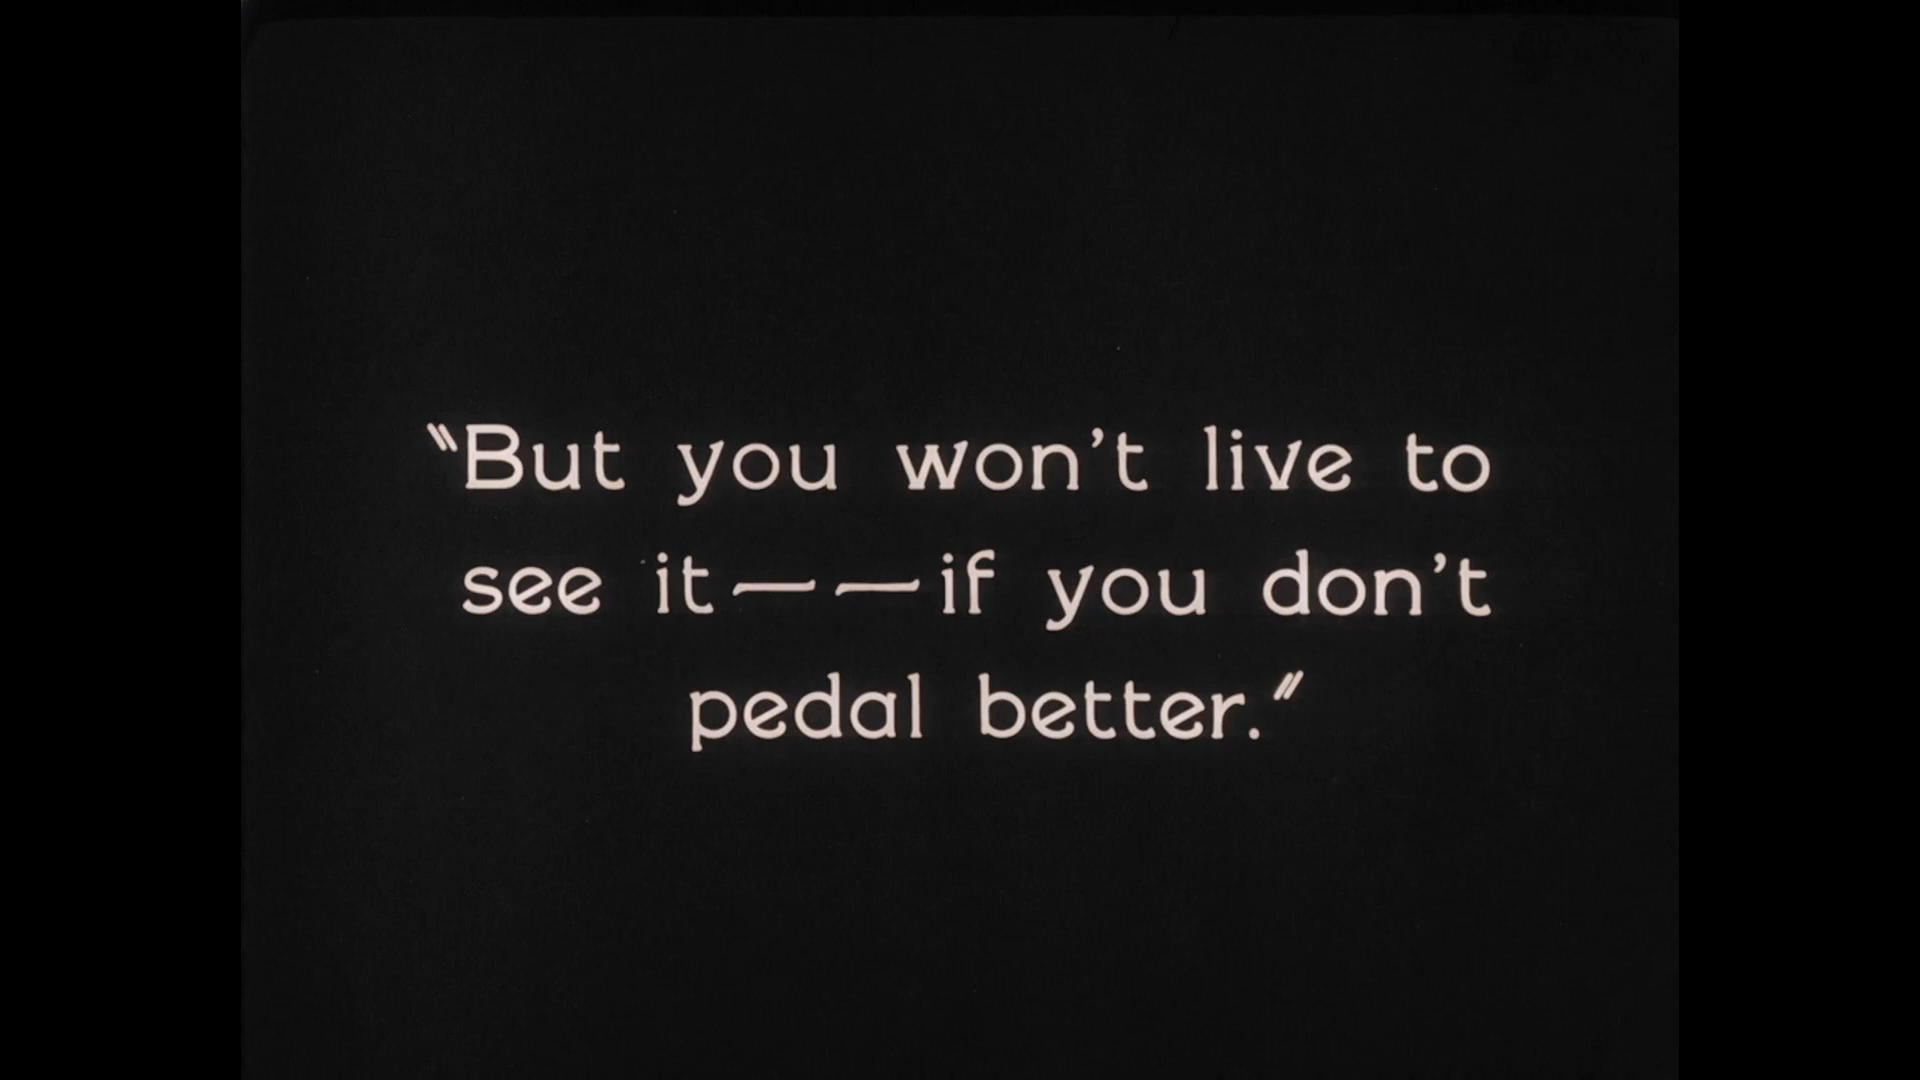 "But you won't live to
see it——if you don't
pedal better."